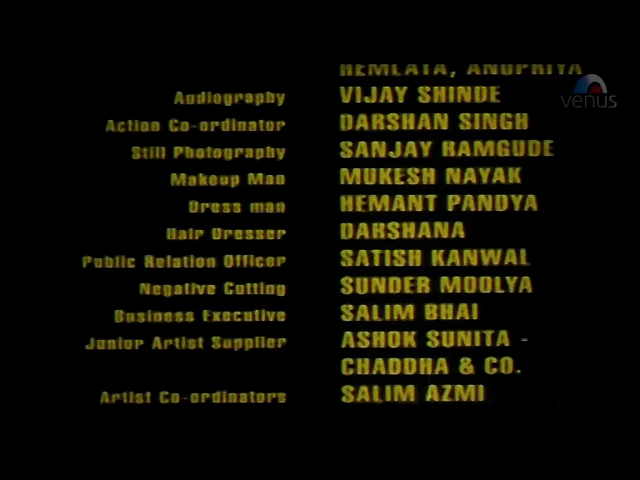 HEMLATA, ANUPRIYA
venus
Audiography VIJAY SHINDE
Action Co-ordinator DARSHAN SINGH
Still Photography SANJAY RAMGUDE
Makeup Man MUKESH NAYAK
Dress man HEMANT PANDYA
Hair Dresser DARSHANA
Public Relation Officer SATISH KANWAL
Negative Cutting SUNDER MOOLYA
Business Executive SALIM BHAI
Junior Artist Supplier ASHOK SUNITA -
CHADDHA & CO.
Artist Co-ordinators SALIM AZMI